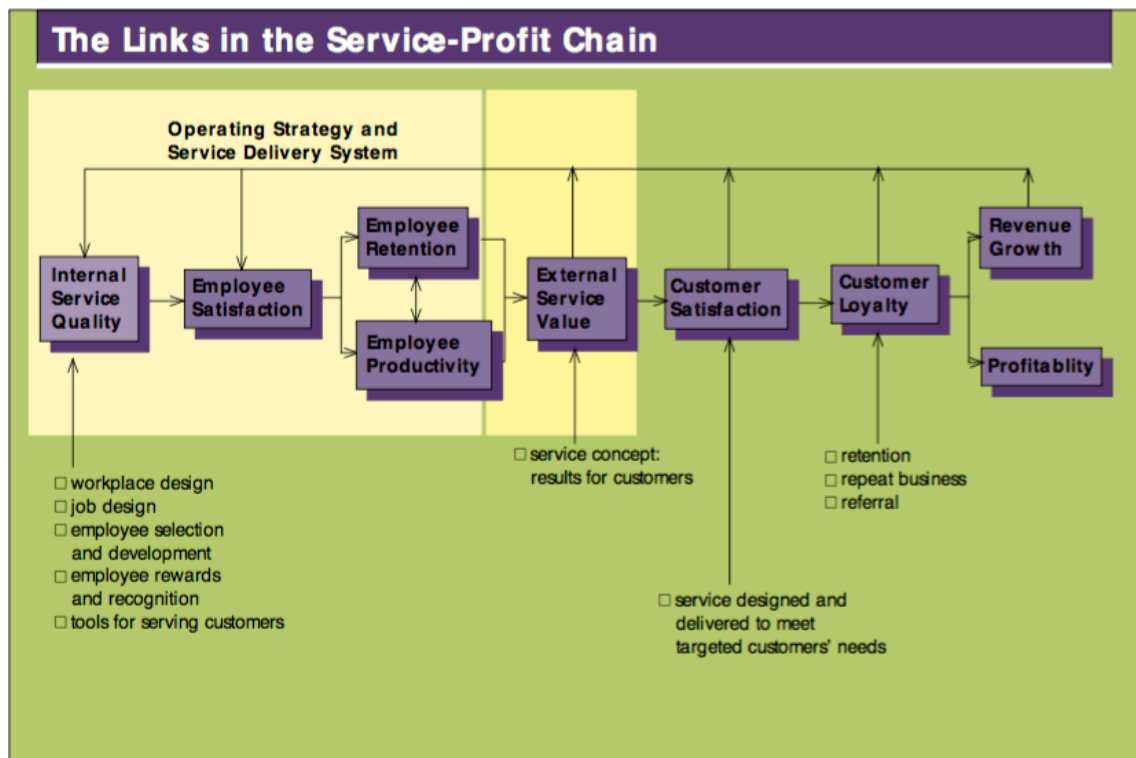 The Links in the Service-Profit Chain
Operating Strategy and
Service Delivery System
Internal
Service
Quality
Employee
Satisfaction
Employee
Retention
Employee
Productivity
External
Service
Value
Customer
Satisfaction
Customer
Loyalty
Revenue
Growth
Profitablity
□ workplace design
□ job design
□ employee selection
and development
□ employee rewards
and recognition
□ tools for serving customers
□ service concept:
results for customers
□ service designed and
delivered to meet
targeted customers' needs
□ retention
□ repeat business
□ referral